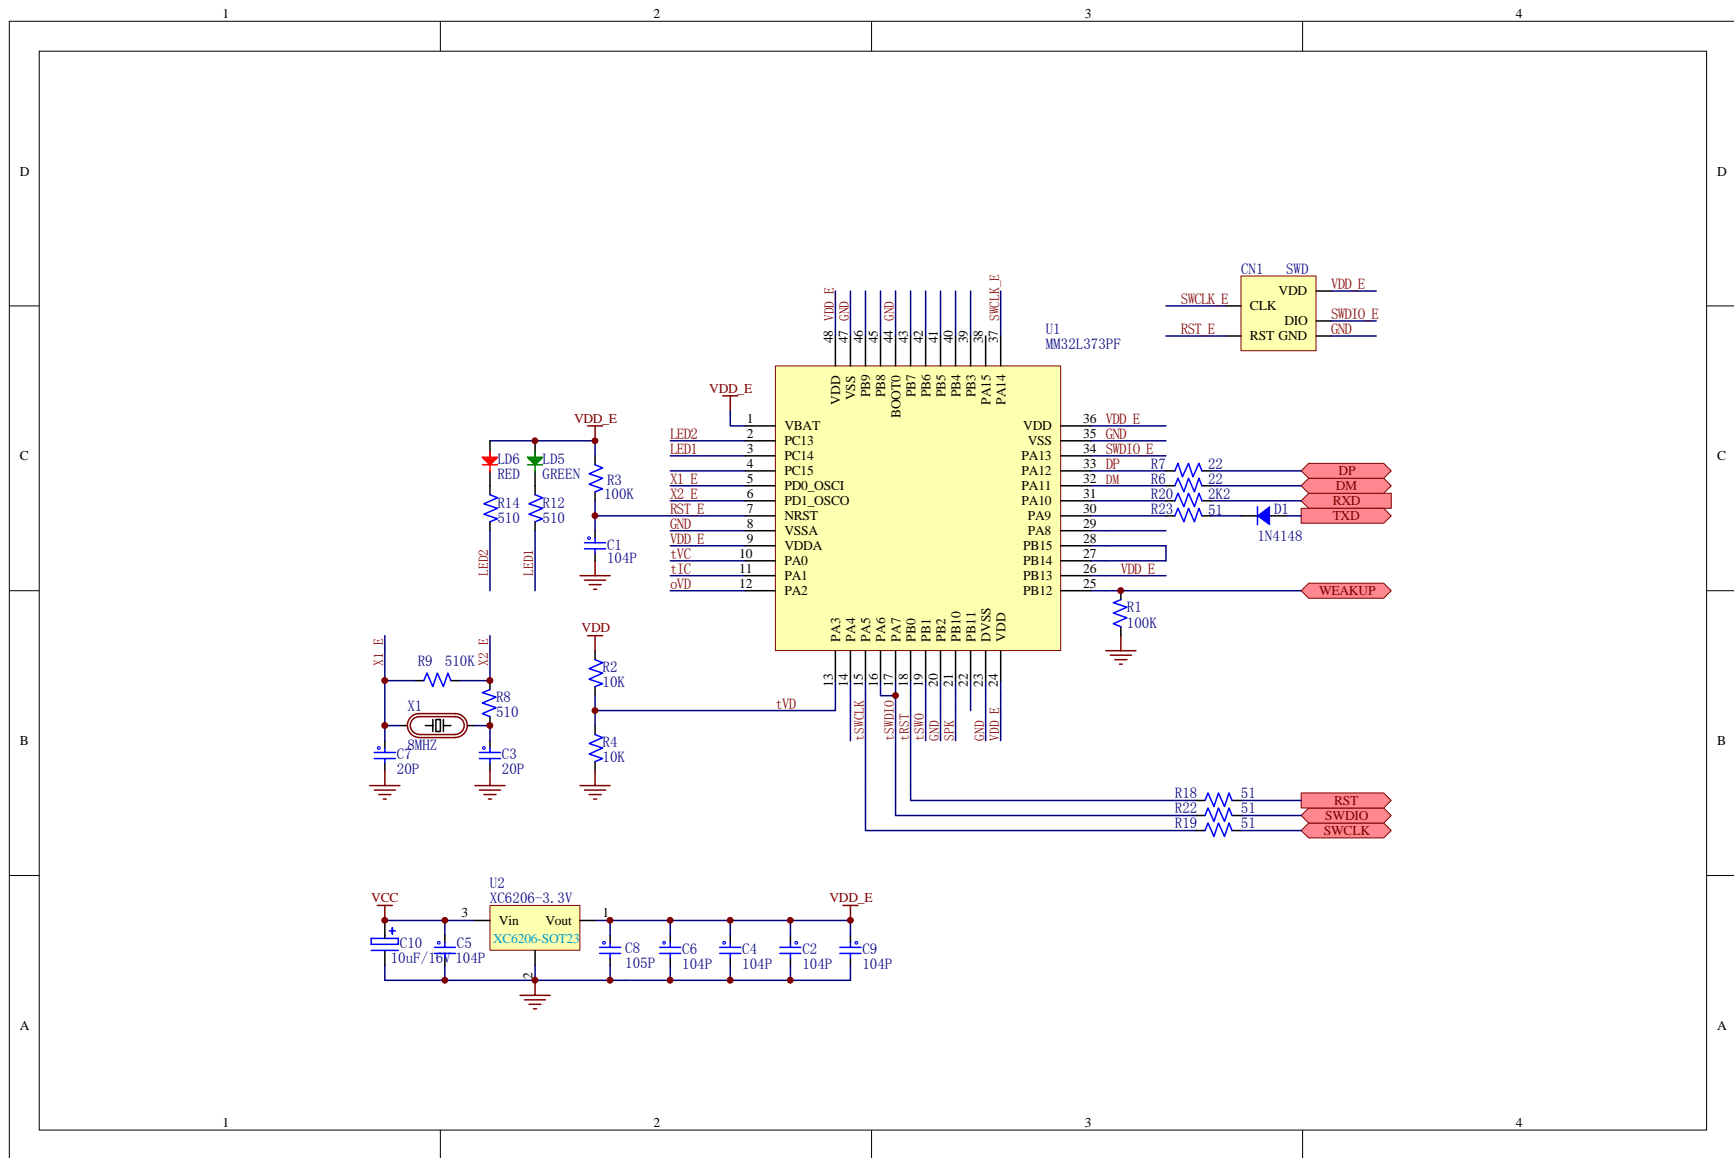 1 2 3 4
D D
C C
B B
A A
CN1 SWD
VDD
CLK
DIO
RST GND
SWCLK_E
RST_E
VDD_E
SWDIO_E
GND
U1
MM32L373PF
VDD_E
GND
GND
SWCLK_E
48 47 46 45 44 43 42 41 40 39 38 37
VDD VSS PB9 PB8 BOOT0 PB7 PB6 PB5 PB4 PB3 PA15 PA14
VDD_E
1 VBAT
LED2 2 PC13
LED1 3 PC14
4 PC15
X1_E 5 PD0_OSCI
X2_E 6 PD1_OSCO
RST_E 7 NRST
GND 8 VSSA
VDD_E 9 VDDA
tVC 10 PA0
tIC 11 PA1
oVD 12 PA2
VDD 36 VDD_E
VSS 35 GND
PA13 34 SWDIO_E
PA12 33 DP R7 22 DP
PA11 32 DM R6 22 DM
PA10 31 R20 2K2 RXD
PA9 30 R23 51 D1 TXD
1N4148
PA8 29
PB15 28
PB14 27
PB13 26 VDD_E
PB12 25 WEAKUP
R1
100K
PA3 PA4 PA5 PA6 PA7 PB0 PB1 PB2 PB10 PB11 DVSS VDD
13 14 15 16 17 18 19 20 21 22 23 24
tSWCLK
tSWDIO
tRST
tSWO
GND
SPK
GND
VDD_E
R18 51 RST
R22 51 SWDIO
R19 51 SWCLK
VDD_E
LD6
RED
LD5
GREEN
R3
100K
R14
510
R12
510
C1
104P
LED2
LED1
X1_E
X2_E
R9 510K
R8
510
X1
8MHZ
C7
20P
C3
20P
VDD
R2
10K
tVD
R4
10K
VCC
U2
XC6206-3.3V
3 Vin Vout 1
XC6206-SOT23
2
VDD_E
C10
10uF/16V
C5
104P
C8
105P
C6
104P
C4
104P
C2
104P
C9
104P
1 2 3 4